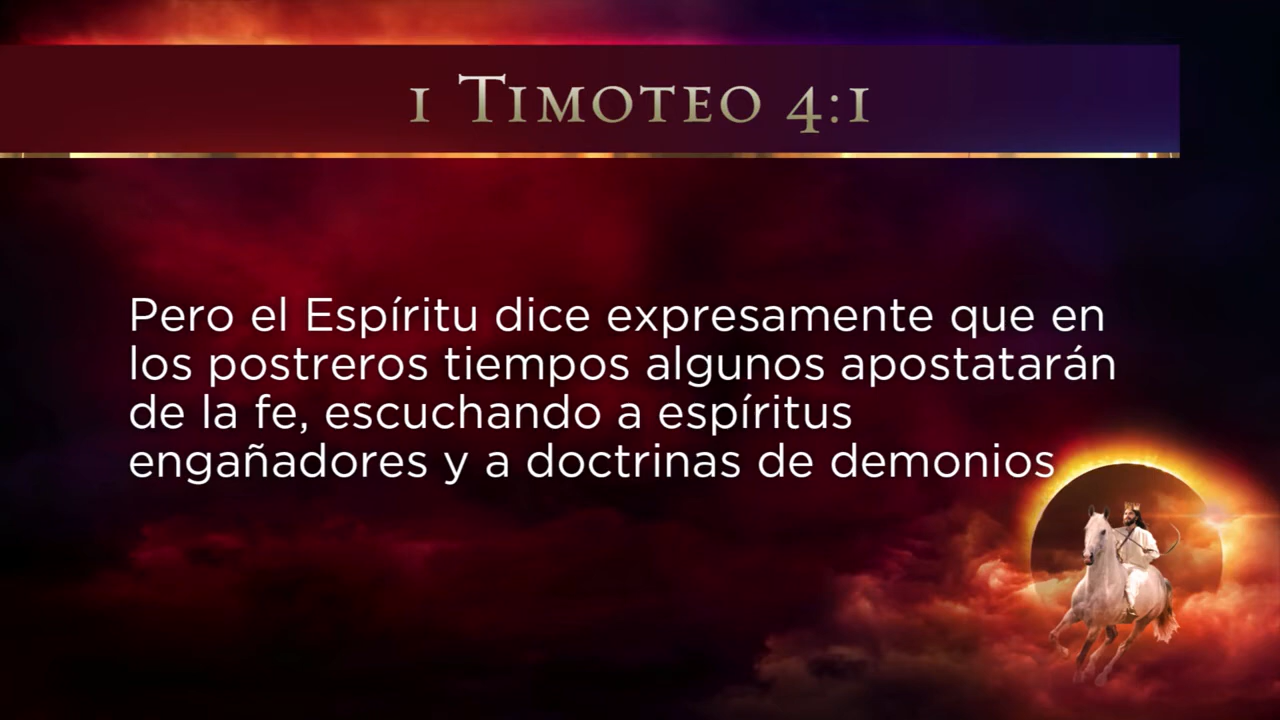 1 Timoteo 4:1
Pero el Espíritu dice expresamente que en
los postreros tiempos algunos apostatarán
de la fe, escuchando a espíritus
engañadores y a doctrinas de demonios